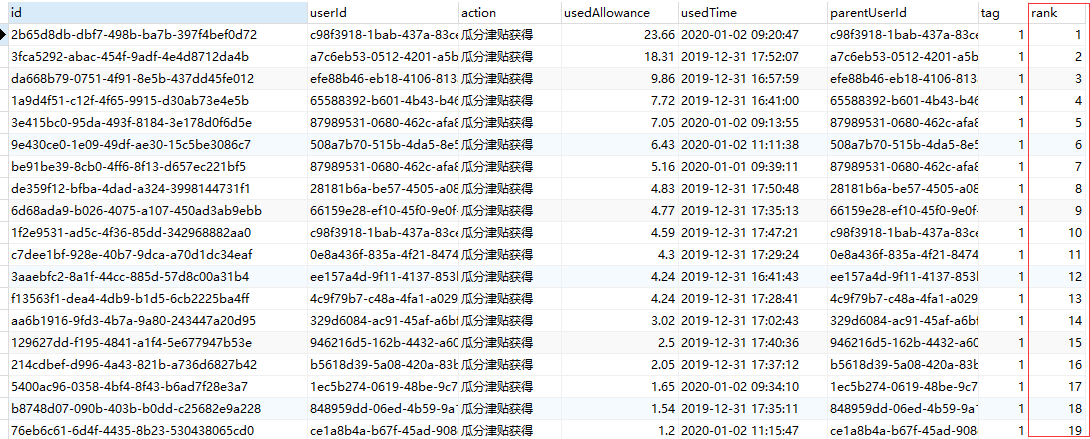 id userId action usedAllowance usedTime parentUserId tag rank
2b65d8db-dbf7-498b-ba7b-397f4bef0d72 c98f3918-1bab-437a-83ce 瓜分津贴获得 23.66 2020-01-02 09:20:47 c98f3918-1bab-437a-83ce 1 1
3fca5292-abac-454f-9adf-4e4d8712da4b a7c6eb53-0512-4201-a5b 瓜分津贴获得 18.31 2019-12-31 17:52:07 a7c6eb53-0512-4201-a5b 1 2
da668b79-0751-4f91-8e5b-437dd45fe012 efe88b46-eb18-4106-813 瓜分津贴获得 9.86 2019-12-31 16:57:59 efe88b46-eb18-4106-813 1 3
1a9d4f51-c12f-4f65-9915-d30ab73e4e5b 65588392-b601-4b43-b46 瓜分津贴获得 7.72 2019-12-31 16:41:00 65588392-b601-4b43-b46 1 4
3e415bc0-95da-493f-8184-3e178d0f6d5e 87989531-0680-462c-afa8 瓜分津贴获得 7.05 2020-01-02 09:13:55 87989531-0680-462c-afa8 1 5
9e430ce0-1e09-49df-ae30-15c5be3086c7 508a7b70-515b-4da5-8e5 瓜分津贴获得 6.43 2020-01-02 11:11:38 508a7b70-515b-4da5-8e5 1 6
be91be39-8cb0-4ff6-8f13-d657ec221bf5 87989531-0680-462c-afa8 瓜分津贴获得 5.16 2020-01-01 09:39:11 87989531-0680-462c-afa8 1 7
de359f12-bfba-4dad-a324-3998144731f1 28181b6a-be57-4505-a08 瓜分津贴获得 4.83 2019-12-31 17:50:48 28181b6a-be57-4505-a08 1 8
6d68ada9-b026-4075-a107-450ad3ab9ebb 66159e28-ef10-45f0-9e0f- 瓜分津贴获得 4.77 2019-12-31 17:35:13 66159e28-ef10-45f0-9e0f- 1 9
1f2e9531-ad5c-4f36-85dd-342968882aa0 c98f3918-1bab-437a-83ce 瓜分津贴获得 4.59 2019-12-31 17:47:21 c98f3918-1bab-437a-83ce 1 10
c7dee1bf-928e-40b7-9dca-a70d1dc34eaf 0e8a436f-835a-4f21-8474 瓜分津贴获得 4.3 2019-12-31 17:29:24 0e8a436f-835a-4f21-8474 1 11
3aaebfc2-8a1f-44cc-885d-57d8c00a31b4 ee157a4d-9f11-4137-853 瓜分津贴获得 4.24 2019-12-31 16:41:43 ee157a4d-9f11-4137-853 1 12
f13563f1-dea4-4db9-b1d5-6cb2225ba4ff 4c9f79b7-c48a-4fa1-a029 瓜分津贴获得 4.24 2019-12-31 17:28:41 4c9f79b7-c48a-4fa1-a029 1 13
aa6b1916-9fd3-4b7a-9a80-243447a20d95 329d6084-ac91-45af-a6bf 瓜分津贴获得 3.02 2019-12-31 17:02:43 329d6084-ac91-45af-a6bf 1 14
129627dd-f195-4841-a1f4-5e677947b53e 946216d5-162b-4432-a60 瓜分津贴获得 2.5 2019-12-31 17:40:36 946216d5-162b-4432-a60 1 15
214cdbef-d996-4a43-821b-a736d6827b42 b5618d39-5a08-420a-83b 瓜分津贴获得 2.05 2019-12-31 17:37:12 b5618d39-5a08-420a-83b 1 16
5400ac96-0358-4bf4-8f43-b6ad7f28e3a7 1ec5b274-0619-48be-9c7 瓜分津贴获得 1.65 2020-01-02 09:34:10 1ec5b274-0619-48be-9c7 1 17
b8748d07-090b-403b-b0dd-c25682e9a228 848959dd-06ed-4b59-9a 瓜分津贴获得 1.54 2019-12-31 17:35:11 848959dd-06ed-4b59-9a 1 18
76eb6c61-6d4f-4435-8b23-530438065cd0 ce1a8b4a-b67f-45ad-908 瓜分津贴获得 1.2 2020-01-02 11:15:47 ce1a8b4a-b67f-45ad-908 1 19